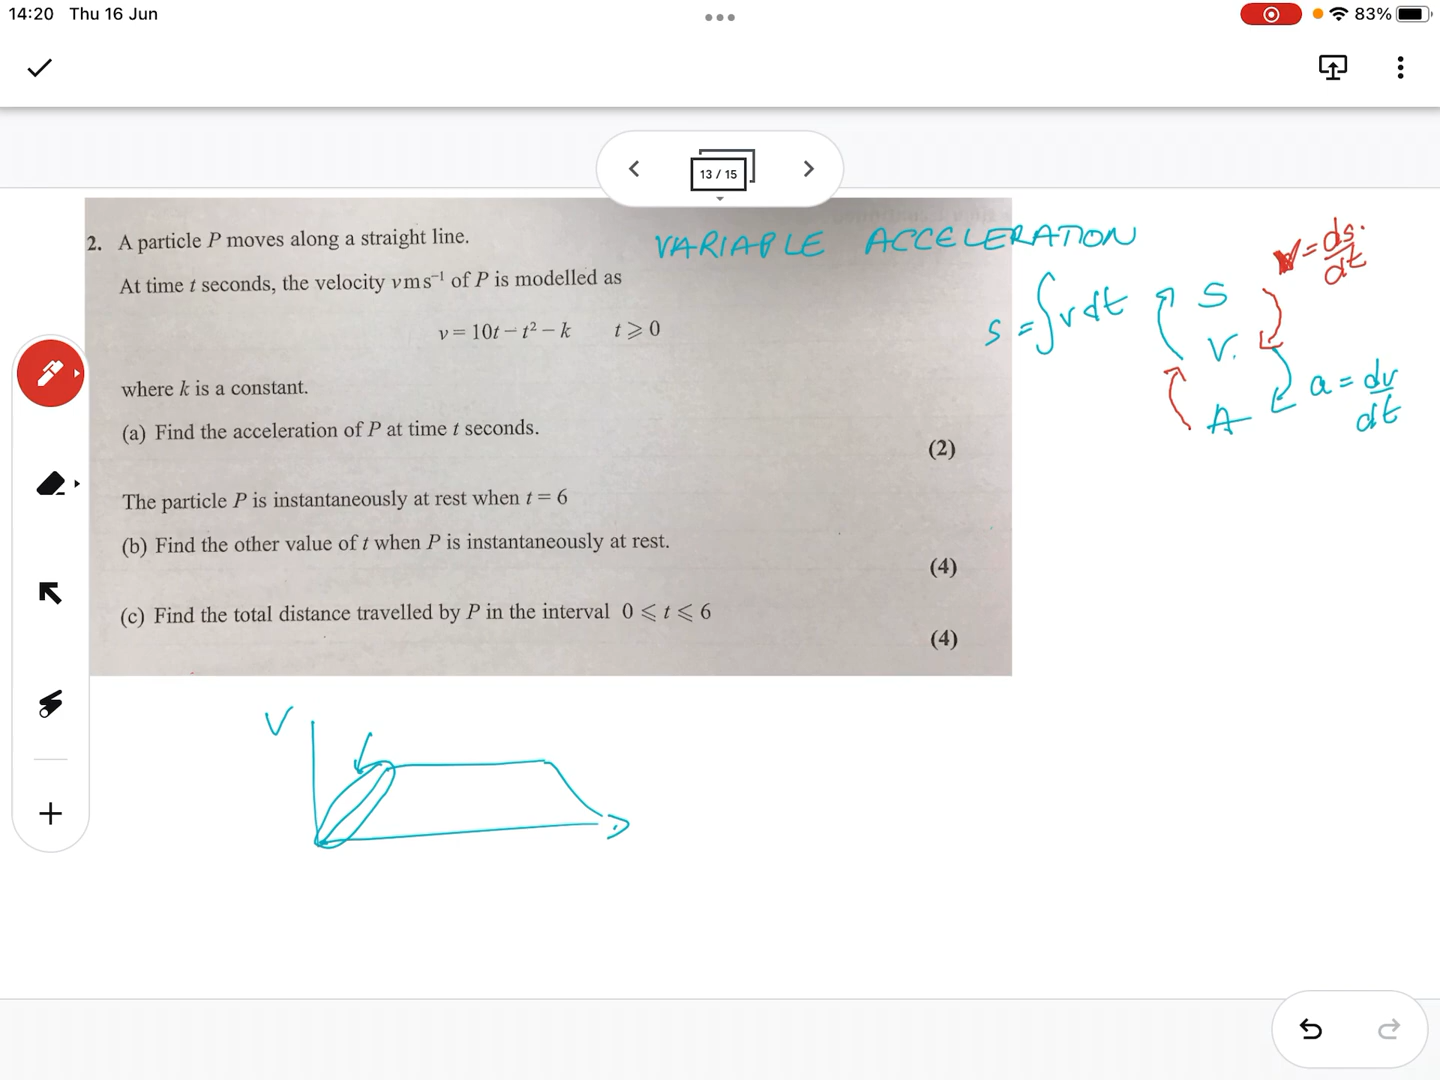 14:20 Thu 16 Jun
83%
13 / 15
2. A particle P moves along a straight line.
VARIABLE ACCELERATION
At time t seconds, the velocity v m s⁻¹ of P is modelled as
v = 10t – t² – k    t ⩾ 0
where k is a constant.
(a) Find the acceleration of P at time t seconds.
(2)
The particle P is instantaneously at rest when t = 6
(b) Find the other value of t when P is instantaneously at rest.
(4)
(c) Find the total distance travelled by P in the interval 0 ⩽ t ⩽ 6
(4)
v = ds/dt
s = ∫v dt
S
V.
A
a = dv/dt
V